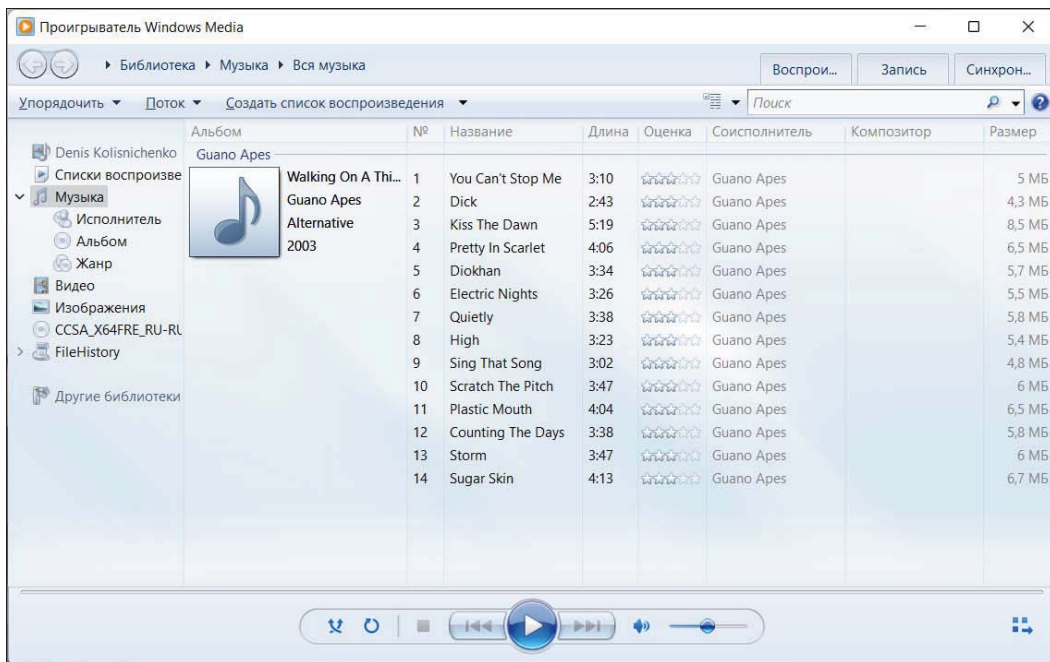 Проигрыватель Windows Media
Библиотека Музыка Вся музыка
Воспрои... Запись Синхрон...
Упорядочить Поток Создать список воспроизведения Поиск
Альбом № Название Длина Оценка Соисполнитель Композитор Размер
Denis Kolisnichenko
Списки воспроизве
Музыка
Исполнитель
Альбом
Жанр
Видео
Изображения
CCSA_X64FRE_RU-RU
FileHistory
Другие библиотеки
Guano Apes
Walking On A Thi...
Guano Apes
Alternative
2003
1 You Can't Stop Me 3:10 Guano Apes 5 МБ
2 Dick 2:43 Guano Apes 4,3 МБ
3 Kiss The Dawn 5:19 Guano Apes 8,5 МБ
4 Pretty In Scarlet 4:06 Guano Apes 6,5 МБ
5 Diokhan 3:34 Guano Apes 5,7 МБ
6 Electric Nights 3:26 Guano Apes 5,5 МБ
7 Quietly 3:38 Guano Apes 5,8 МБ
8 High 3:23 Guano Apes 5,4 МБ
9 Sing That Song 3:02 Guano Apes 4,8 МБ
10 Scratch The Pitch 3:47 Guano Apes 6 МБ
11 Plastic Mouth 4:04 Guano Apes 6,5 МБ
12 Counting The Days 3:38 Guano Apes 5,8 МБ
13 Storm 3:47 Guano Apes 6 МБ
14 Sugar Skin 4:13 Guano Apes 6,7 МБ